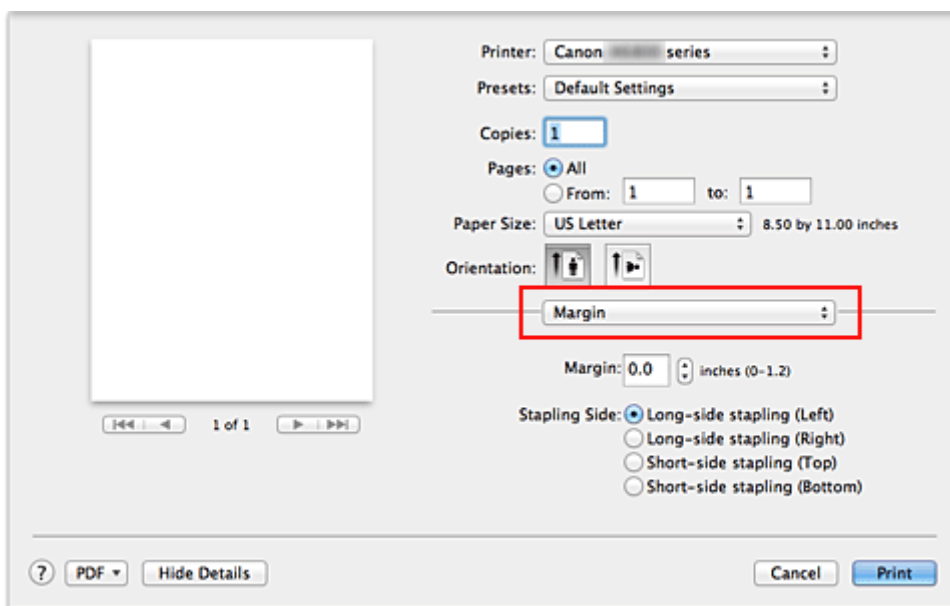 Printer: Canon series
Presets: Default Settings
Copies: 1
Pages: All
From: 1 to: 1
Paper Size: US Letter 8.50 by 11.00 inches
Orientation:
Margin
Margin: 0.0 inches (0-1.2)
Stapling Side: Long-side stapling (Left)
Long-side stapling (Right)
Short-side stapling (Top)
Short-side stapling (Bottom)
1 of 1
? PDF Hide Details Cancel Print